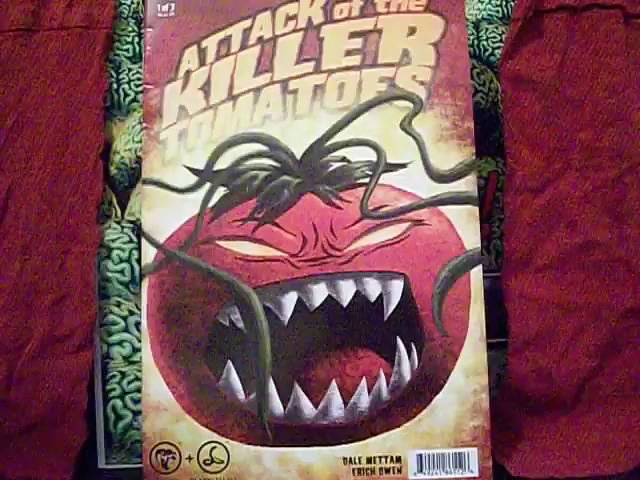 1 of 3
ATTACK of the
KILLER
TOMATOES
+
DALE METTAM
ERICH OWEN